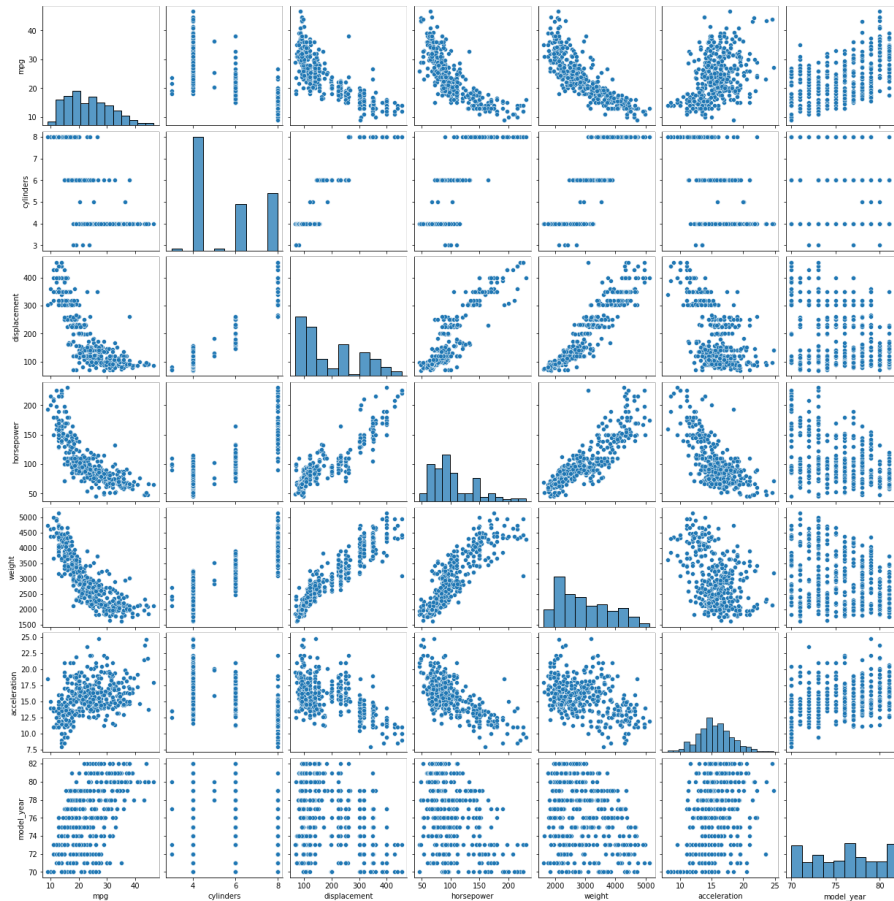 mpg
40
30
20
10
cylinders
8
7
6
5
4
3
displacement
400
300
200
100
horsepower
200
150
100
50
weight
5000
4500
4000
3500
3000
2500
2000
1500
acceleration
25.0
22.5
20.0
17.5
15.0
12.5
10.0
7.5
model_year
82
80
78
76
74
72
70
10 20 30 40
4 6 8
200 400
50 100 150 200
2000 3000 4000 5000
10 15 20 25
70 75 80
mpg
cylinders
displacement
horsepower
weight
acceleration
model_year